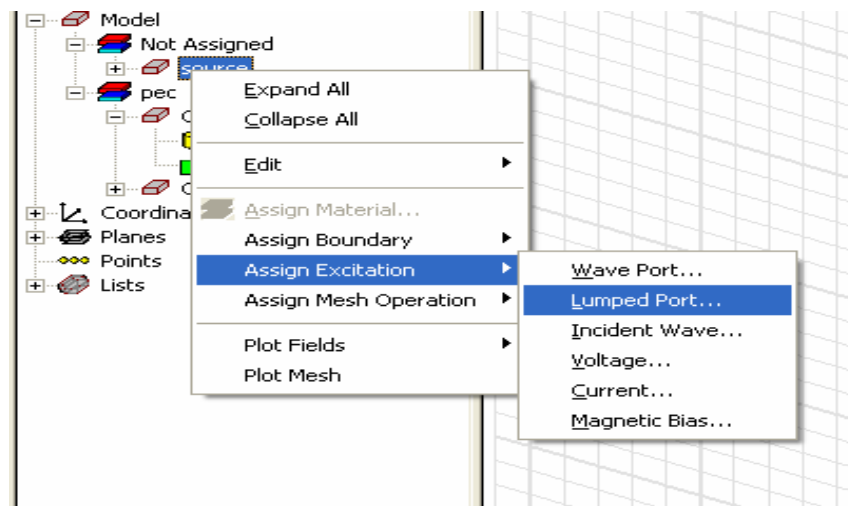 Model
Not Assigned
source
pec
Expand All
Collapse All
Edit
Assign Material...
Coordina
Assign Boundary
Planes
Points
Assign Excitation
Wave Port...
Lists
Assign Mesh Operation
Lumped Port...
Incident Wave...
Plot Fields
Voltage...
Plot Mesh
Current...
Magnetic Bias...